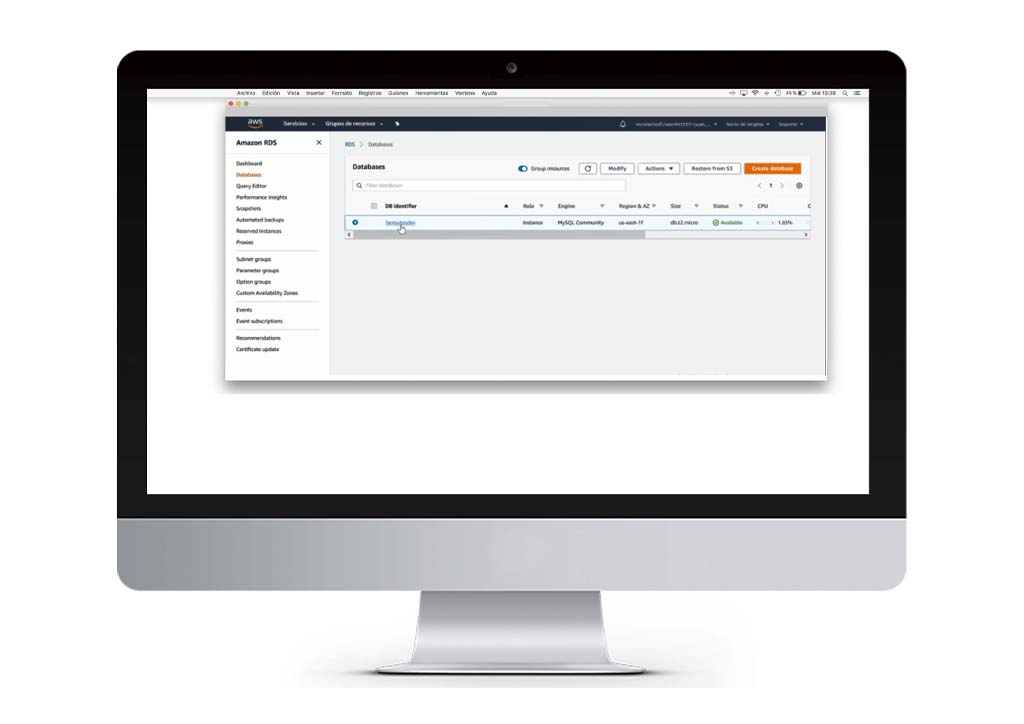 Archivo Edición Vista Insertar Formato Registros Guiones Herramientas Ventana Ayuda
45 % Mié 19:39
aws Servicios Grupos de recursos Norte de Virginia Soporte
Amazon RDS
Dashboard
Databases
Query Editor
Performance Insights
Snapshots
Automated backups
Reserved instances
Proxies
Subnet groups
Parameter groups
Option groups
Custom Availability Zones
Events
Event subscriptions
Recommendations
Certificate update
RDS > Databases
Databases Group resources Modify Actions Restore from S3 Create database
Filter databases
1
DB identifier Role Engine Region & AZ Size Status CPU
Instance MySQL Community us-east-1f db.t2.micro Available 1.83%